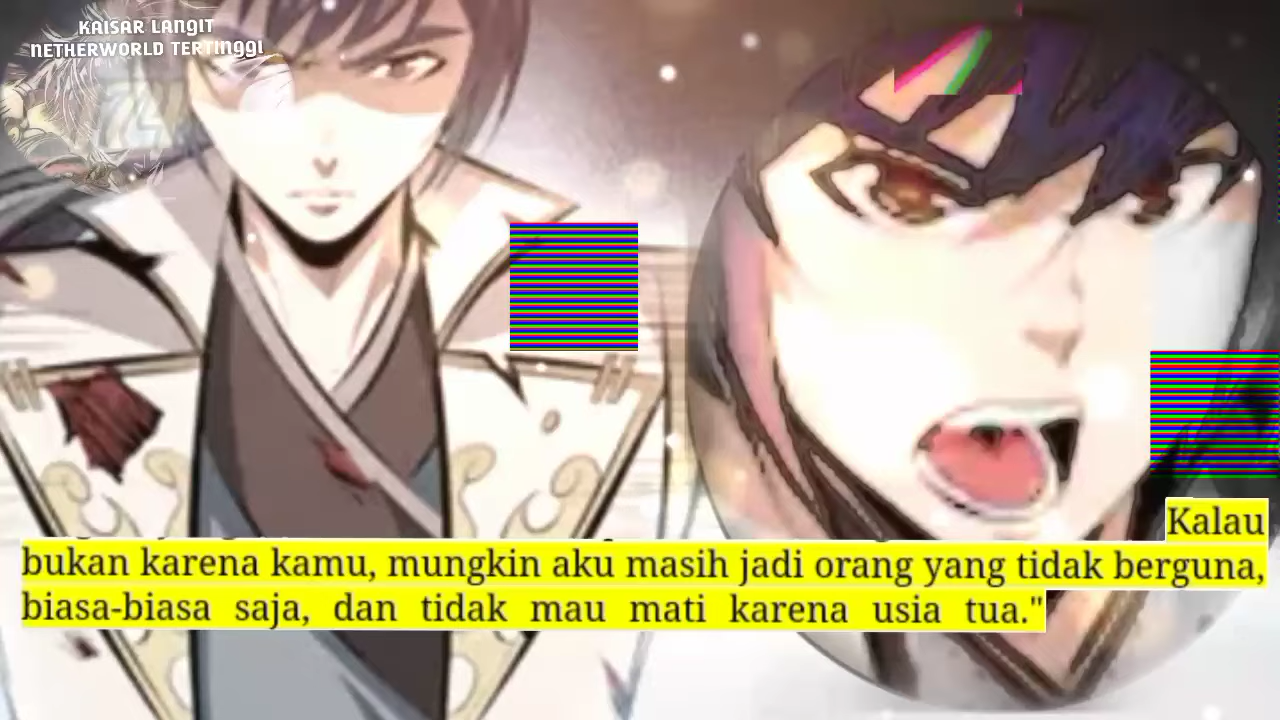 KAISAR LANGIT
NETHERWORLD TERTINGGI
74
Kalau
bukan karena kamu, mungkin aku masih jadi orang yang tidak berguna,
biasa-biasa saja, dan tidak mau mati karena usia tua."